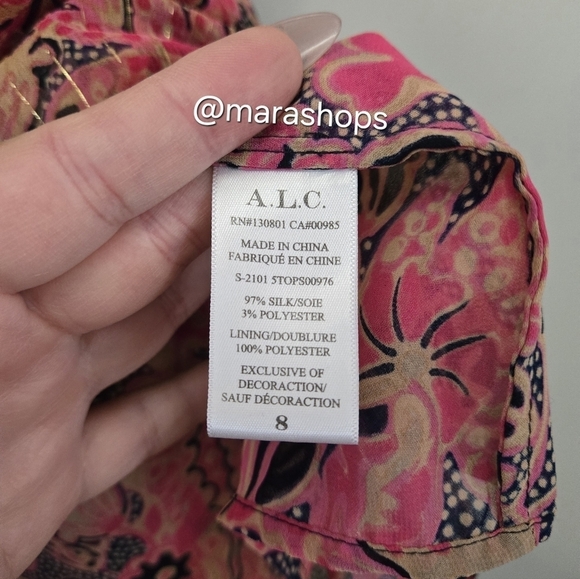 @marashops
A.L.C.
RN#130801 CA#00985
MADE IN CHINA
FABRIQUÉ EN CHINE
S-2101 5TOPS00976
97% SILK/SOIE
3% POLYESTER
LINING/DOUBLURE
100% POLYESTER
EXCLUSIVE OF
DECORACTION/
SAUF DÉCORACTION
8